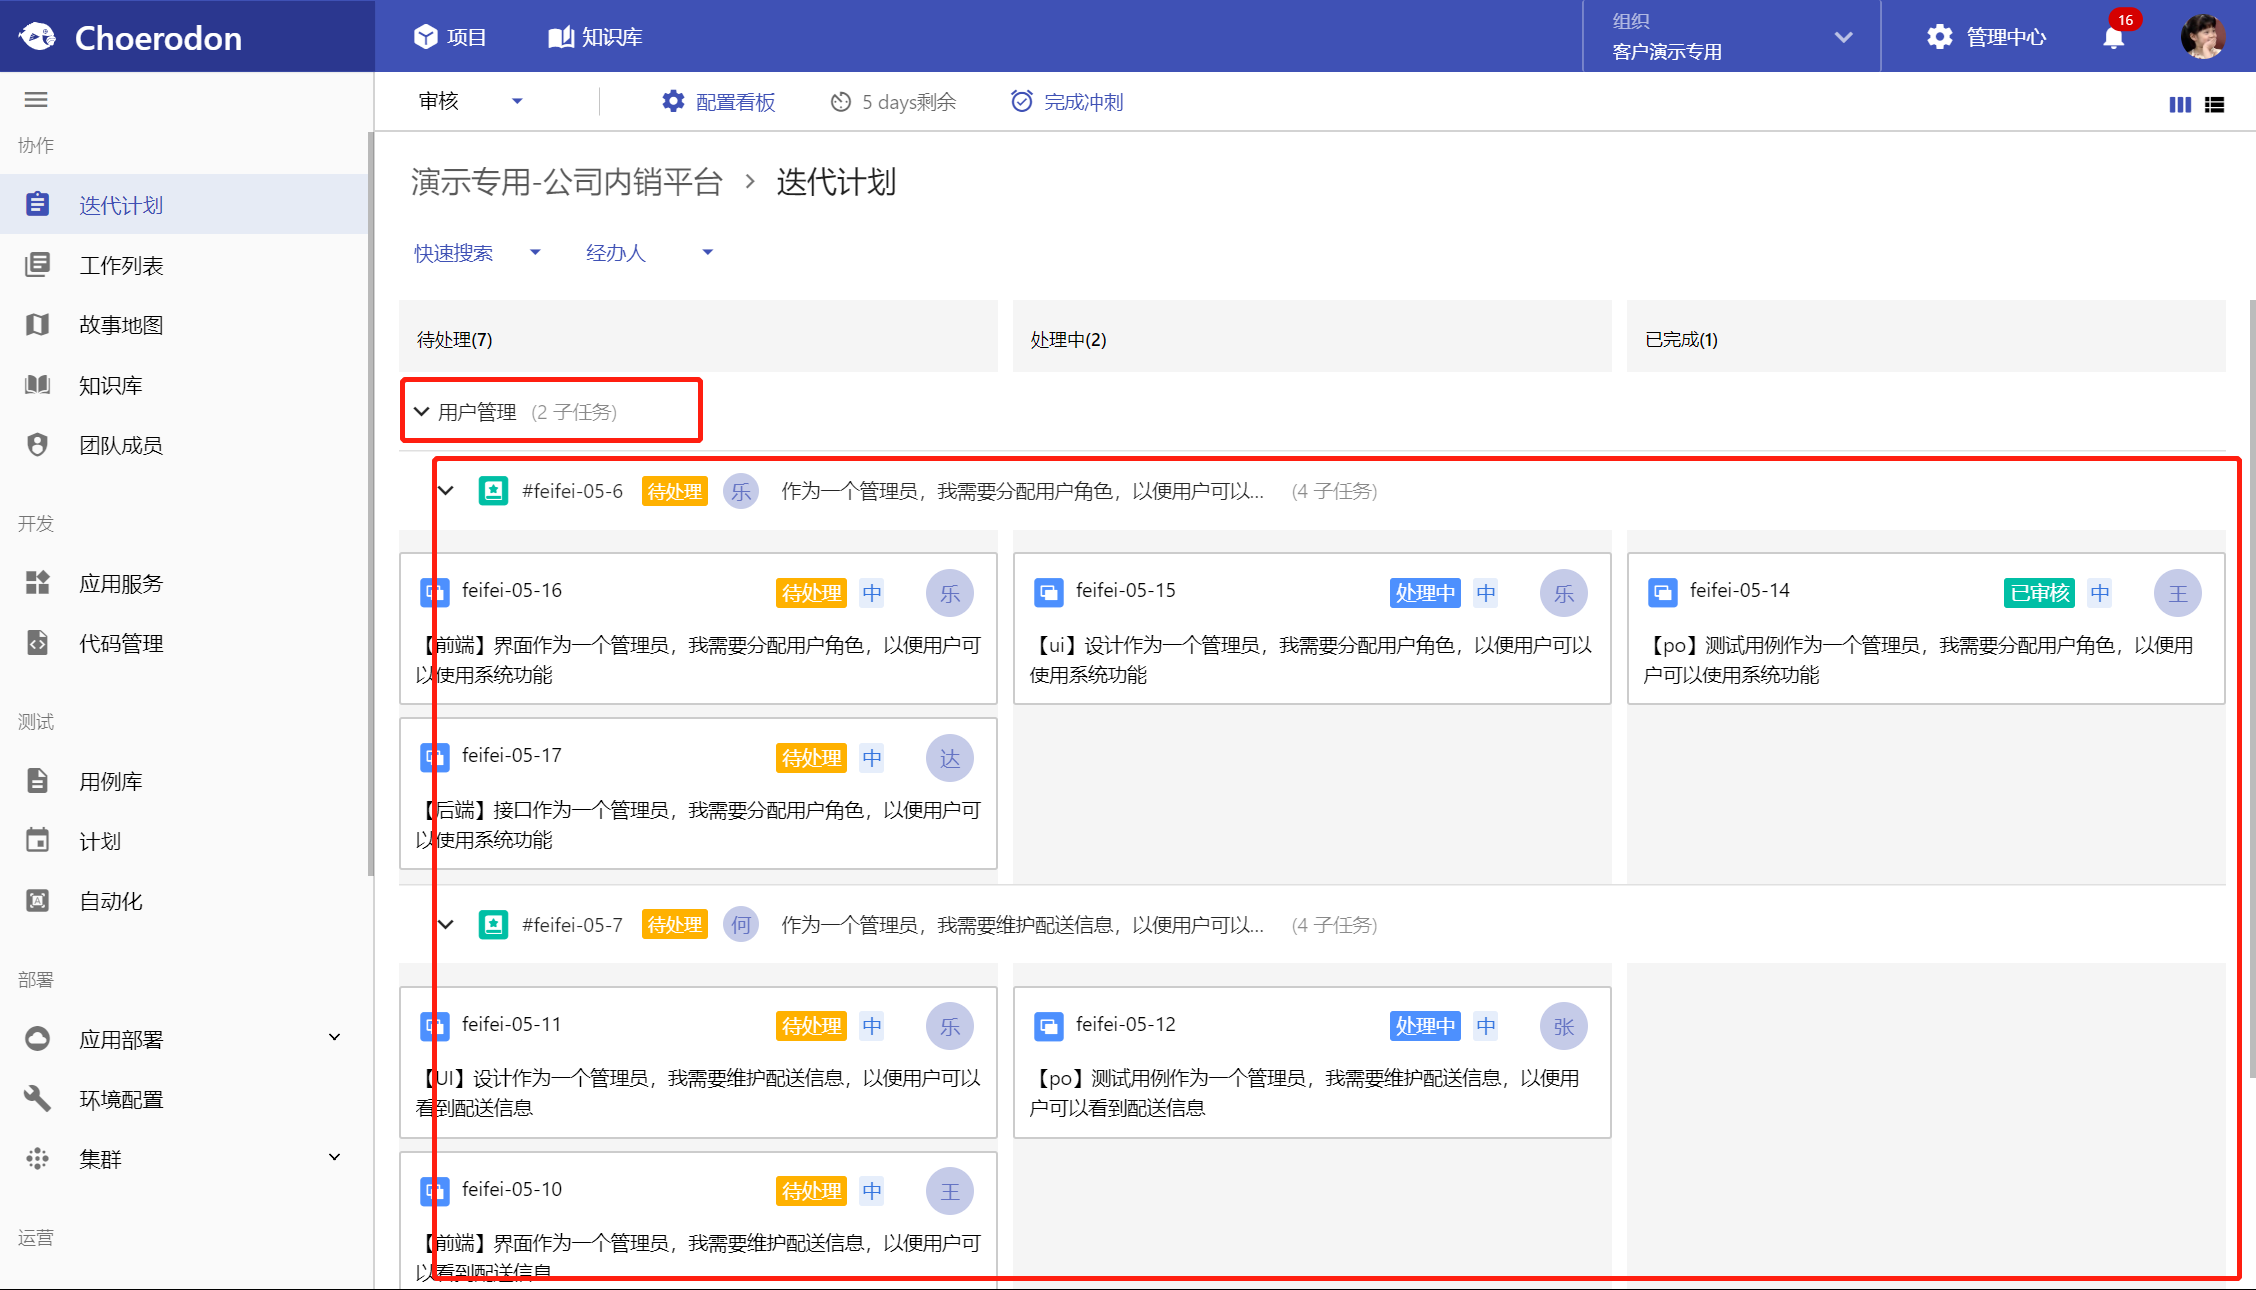 Choerodon
项目
知识库
组织
客户演示专用
管理中心
16
协作
迭代计划
工作列表
故事地图
知识库
团队成员
开发
应用服务
代码管理
测试
用例库
计划
自动化
部署
应用部署
环境配置
集群
运营
审核
配置看板
5 days剩余
完成冲刺
演示专用-公司内销平台 > 迭代计划
快速搜索
经办人
待处理(7)
处理中(2)
已完成(1)
用户管理 (2 子任务)
#feifei-05-6 待处理 乐 作为一个管理员，我需要分配用户角色，以便用户可以... (4 子任务)
feifei-05-16 待处理 中 乐
【前端】界面作为一个管理员，我需要分配用户角色，以便用户可
以使用系统功能
feifei-05-15 处理中 中 乐
【ui】设计作为一个管理员，我需要分配用户角色，以便用户可以
使用系统功能
feifei-05-14 已审核 中 王
【po】测试用例作为一个管理员，我需要分配用户角色，以便用
户可以使用系统功能
feifei-05-17 待处理 中 达
【后端】接口作为一个管理员，我需要分配用户角色，以便用户可
以使用系统功能
#feifei-05-7 待处理 何 作为一个管理员，我需要维护配送信息，以便用户可以... (4 子任务)
feifei-05-11 待处理 中 乐
【UI】设计作为一个管理员，我需要维护配送信息，以便用户可以
看到配送信息
feifei-05-12 处理中 中 张
【po】测试用例作为一个管理员，我需要维护配送信息，以便用
户可以看到配送信息
feifei-05-10 待处理 中 王
【前端】界面作为一个管理员，我需要维护配送信息，以便用户可
以看到配送信息